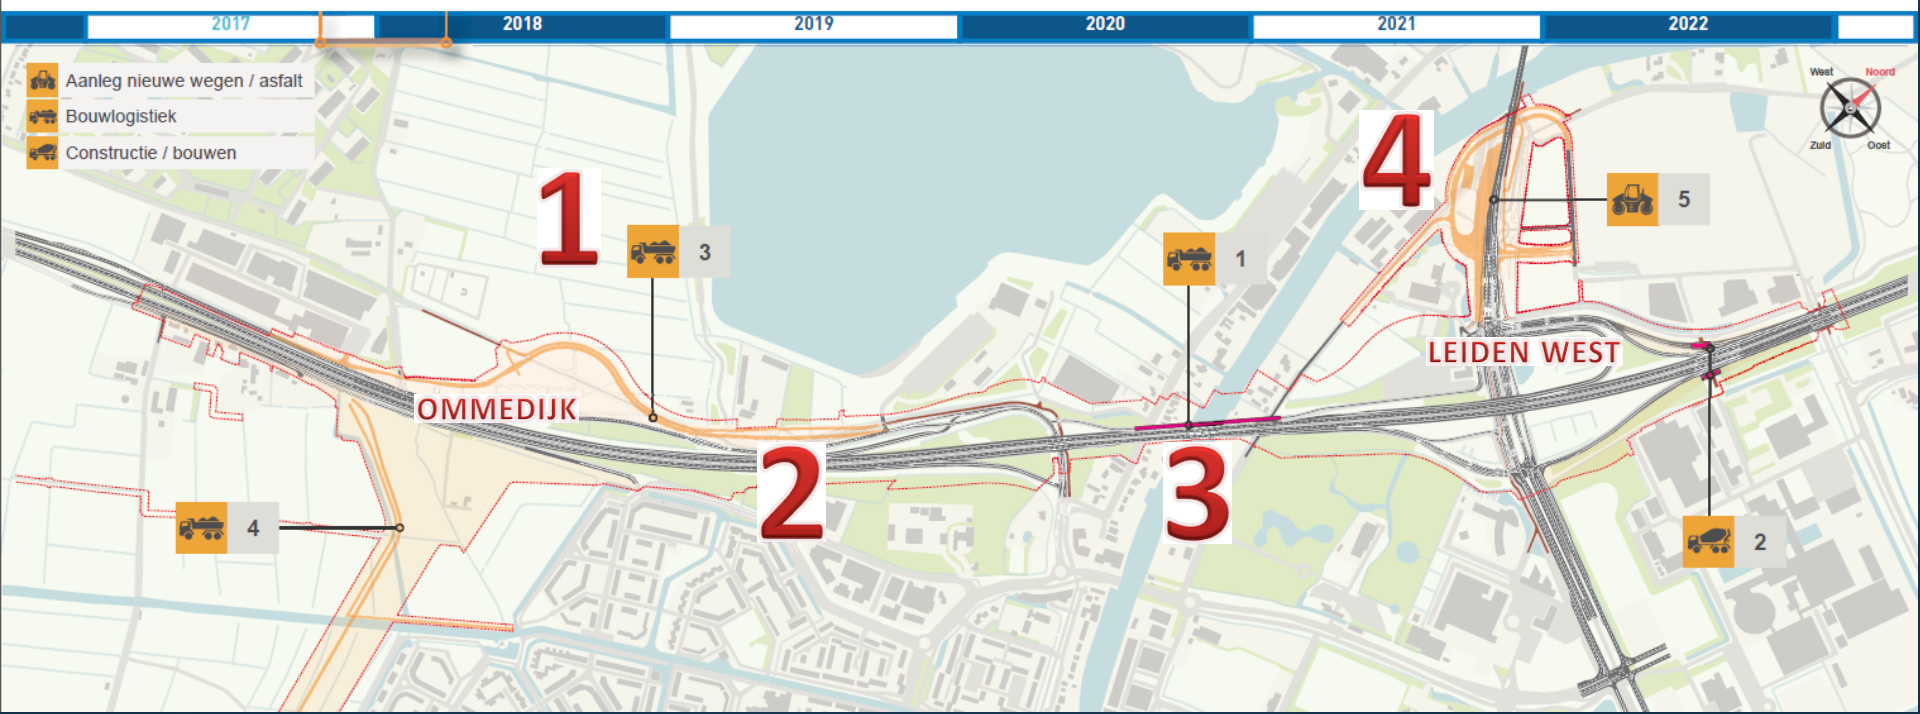 2017 2018 2019 2020 2021 2022
Aanleg nieuwe wegen / asfalt
Bouwlogistiek
Constructie / bouwen
West Noord
Zuid Oost
1
4
5
3
1
LEIDEN WEST
OMMEDIJK
2
3
4
2